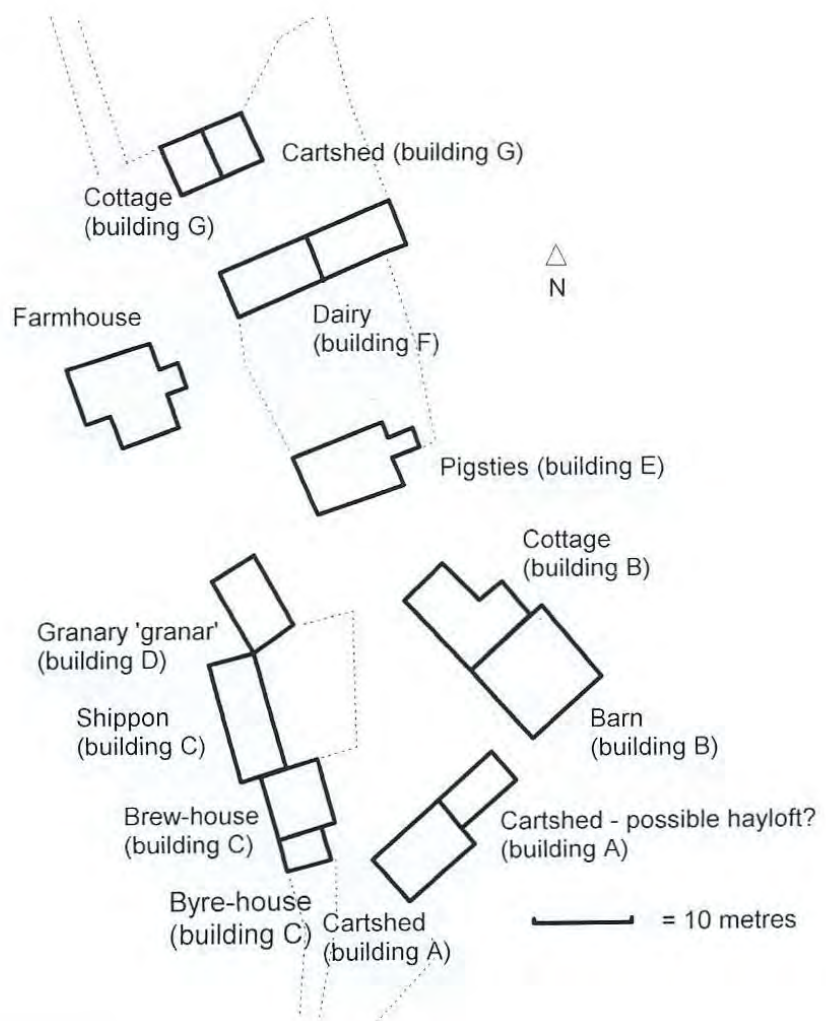 Cartshed (building G)
Cottage
(building G)
N
Farmhouse
Dairy
(building F)
Pigsties (building E)
Cottage
(building B)
Granary 'granar'
(building D)
Shippon
(building C)
Barn
(building B)
Brew-house
(building C)
Cartshed - possible hayloft?
(building A)
Byre-house
(building C)
Cartshed
(building A)
= 10 metres